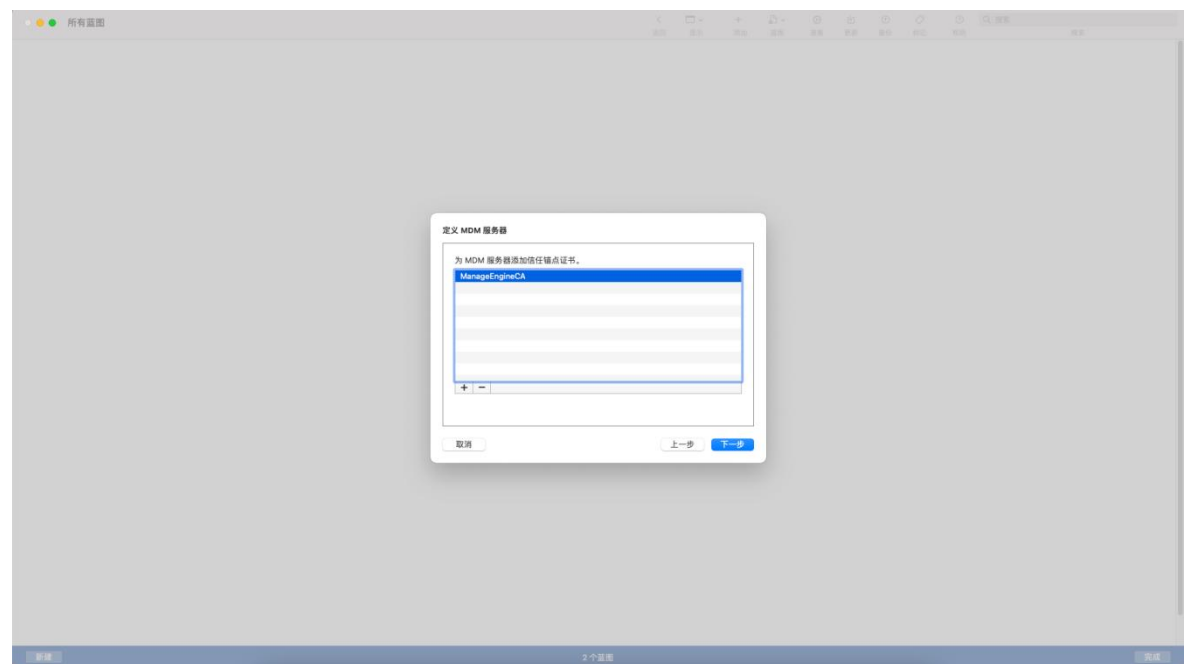 所有蓝图
搜索
定义 MDM 服务器
为 MDM 服务器添加信任锚点证书。
ManageEngineCA
+ −
取消
上一步
下一步
新建
2 个蓝图
完成